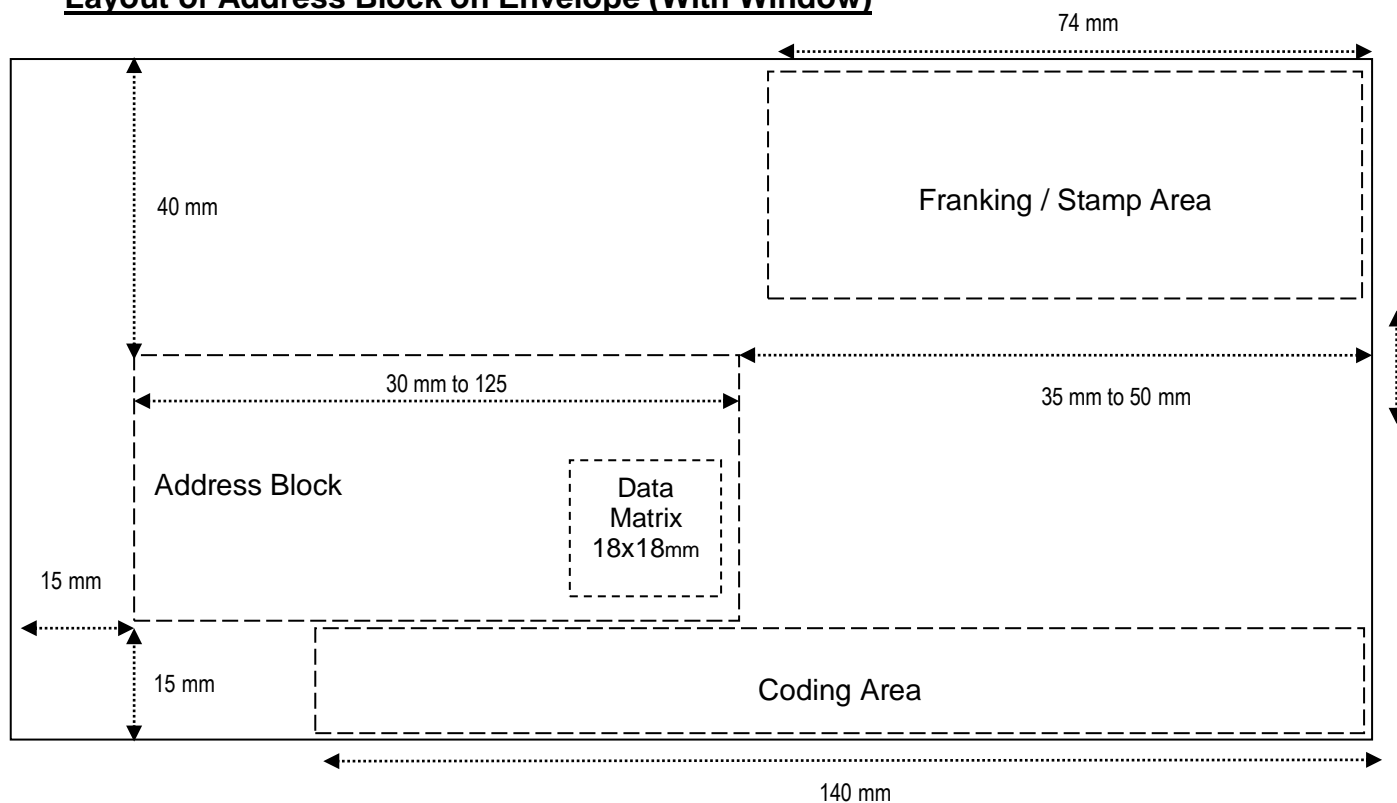 Layout of Address Block on Envelope (With Window)
74 mm
40 mm
Franking / Stamp Area
30 mm to 125
35 mm to 50 mm
Address Block
Data
Matrix
18x18mm
15 mm
15 mm
Coding Area
140 mm